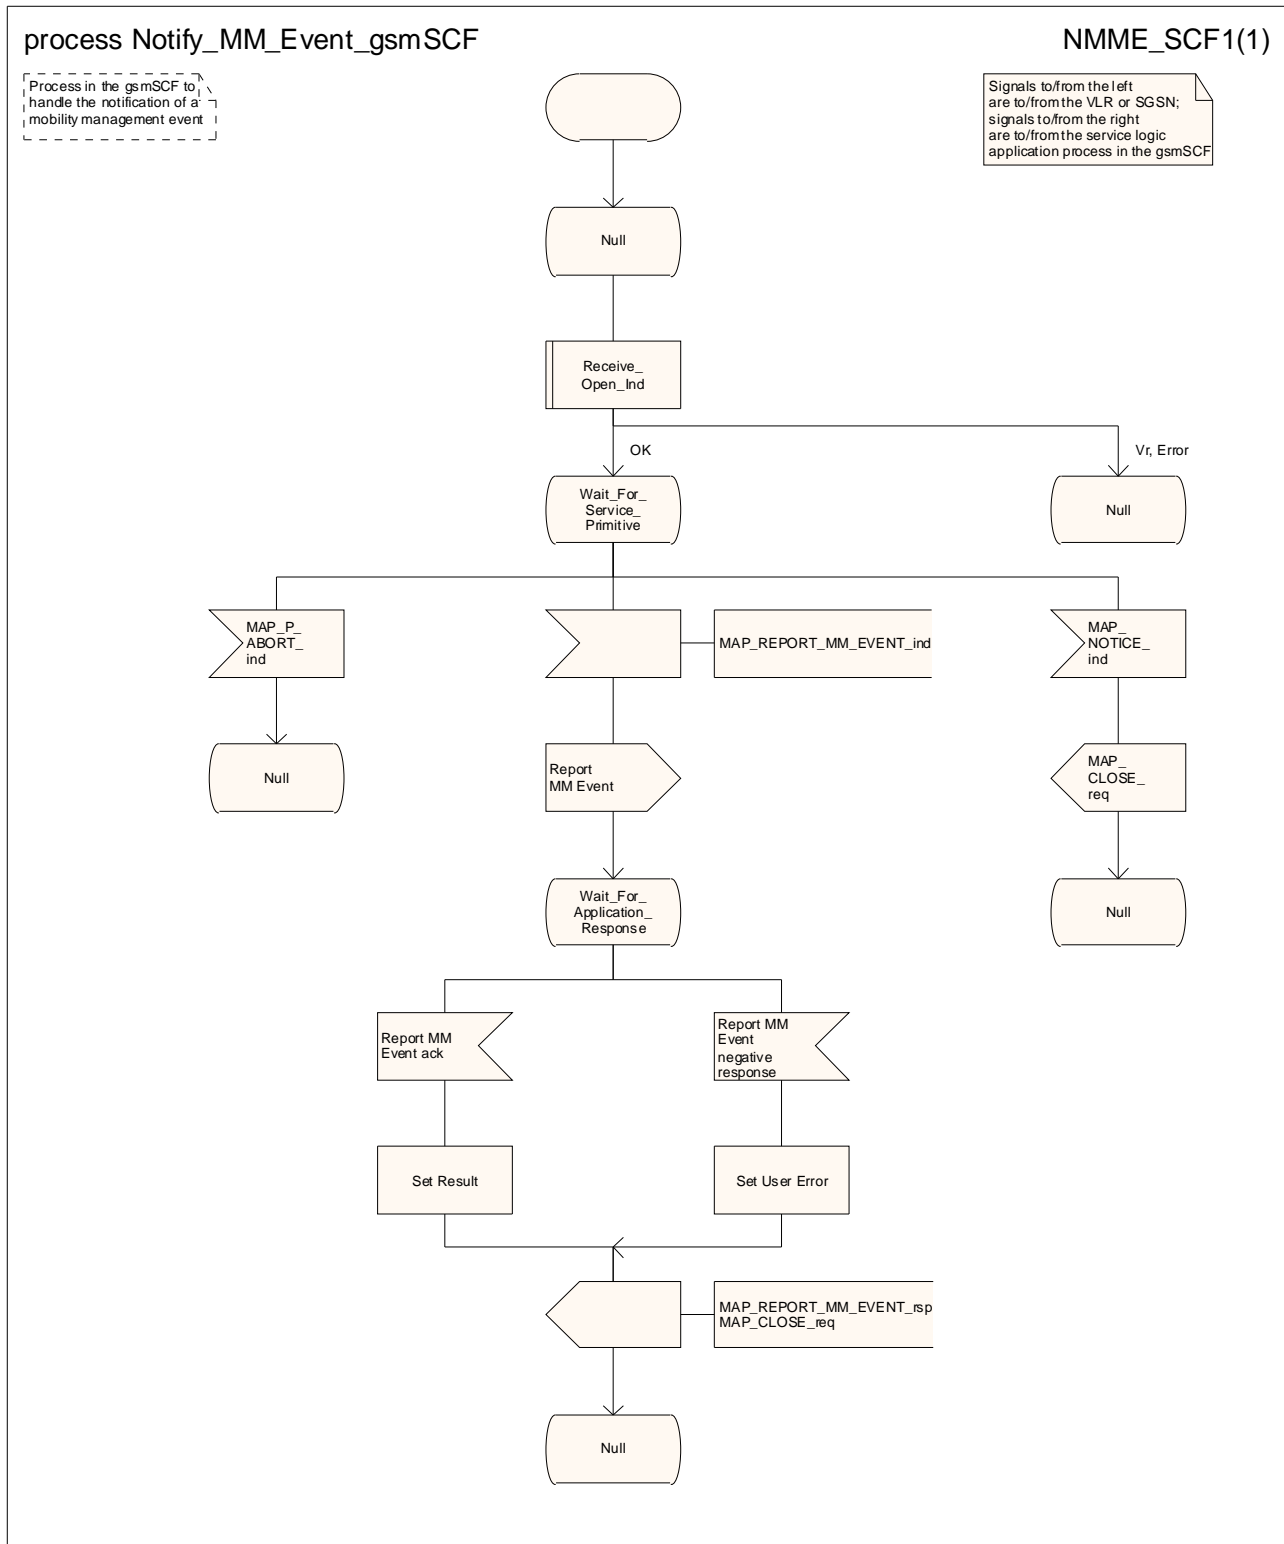 process Notify_MM_Event_gsmSCF
NMME_SCF1(1)
Process in the gsmSCF to
handle the notification of a
mobility management event
Signals to/from the left
are to/from the VLR or SGSN;
signals to/from the right
are to/from the service logic
application process in the gsmSCF
Null
Receive_
Open_Ind
OK
Vr, Error
Wait_For_
Service_
Primitive
Null
MAP_P_
ABORT_
ind
MAP_REPORT_MM_EVENT_ind
MAP_
NOTICE_
ind
Null
Report
MM Event
MAP_
CLOSE_
req
Wait_For_
Application_
Response
Null
Report MM
Event ack
Report MM
Event
negative
response
Set Result
Set User Error
MAP_REPORT_MM_EVENT_rsp
MAP_CLOSE_req
Null